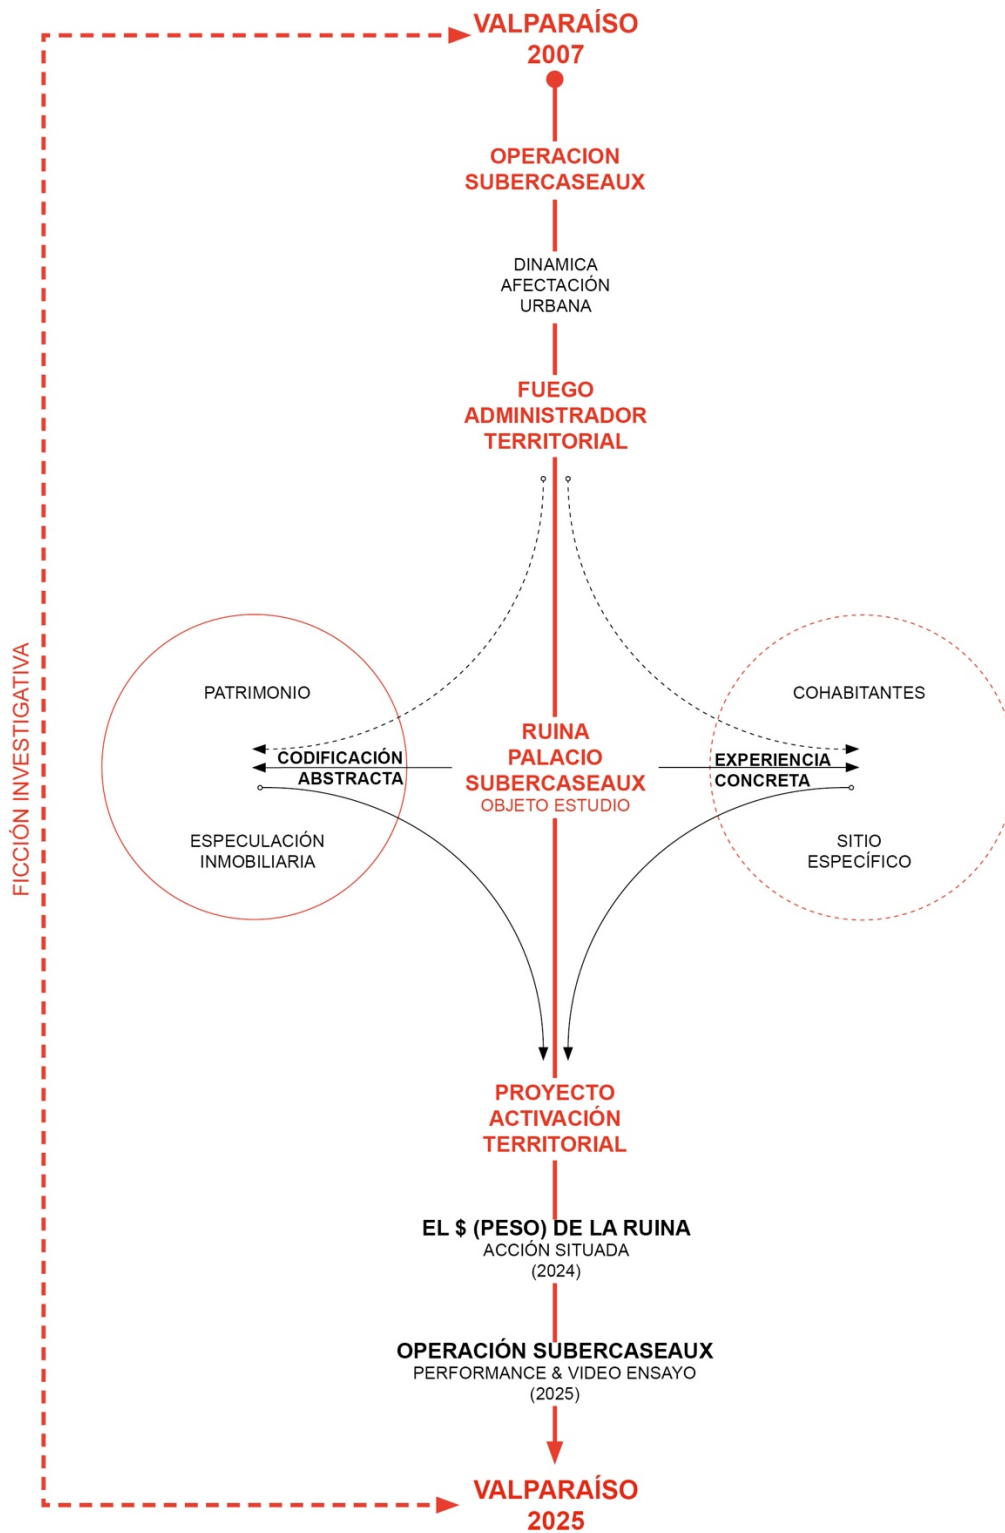 VALPARAÍSO
2007
OPERACION
SUBERCASEAUX
DINAMICA
AFECTACIÓN
URBANA
FUEGO
ADMINISTRADOR
TERRITORIAL
FICCIÓN INVESTIGATIVA
PATRIMONIO
CODIFICACIÓN
ABSTRACTA
ESPECULACIÓN
INMOBILIARIA
RUINA
PALACIO
SUBERCASEAUX
OBJETO ESTUDIO
COHABITANTES
EXPERIENCIA
CONCRETA
SITIO
ESPECÍFICO
PROYECTO
ACTIVACIÓN
TERRITORIAL
EL $ (PESO) DE LA RUINA
ACCIÓN SITUADA
(2024)
OPERACIÓN SUBERCASEAUX
PERFORMANCE & VIDEO ENSAYO
(2025)
VALPARAÍSO
2025